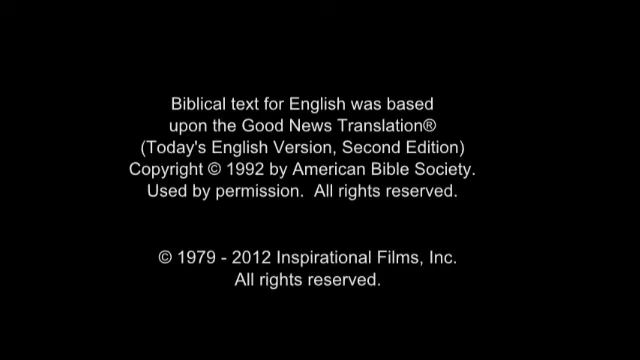 Biblical text for English was based
upon the Good News Translation®
(Today's English Version, Second Edition)
Copyright © 1992 by American Bible Society.
Used by permission.  All rights reserved.
© 1979 - 2012 Inspirational Films, Inc.
All rights reserved.